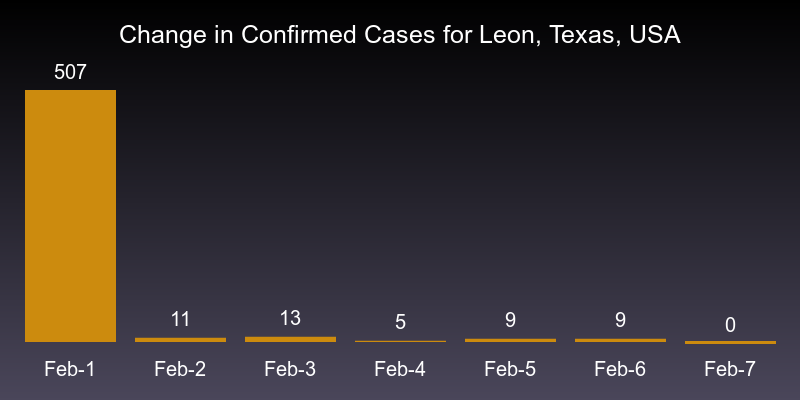 Change in Confirmed Cases for Leon, Texas, USA
507
11
13
5
9
9
0
Feb-1
Feb-2
Feb-3
Feb-4
Feb-5
Feb-6
Feb-7